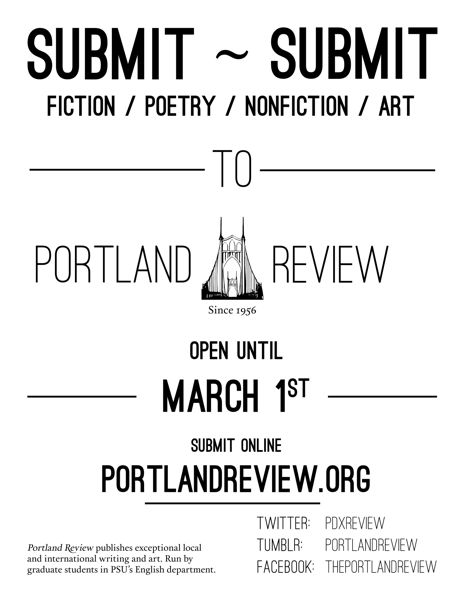 SUBMIT ~ SUBMIT
FICTION / POETRY / NONFICTION / ART
TO
PORTLAND REVIEW
Since 1956
OPEN UNTIL
MARCH 1ST
SUBMIT ONLINE
PORTLANDREVIEW.ORG
Portland Review publishes exceptional local
and international writing and art. Run by
graduate students in PSU's English department.
TWITTER: PDXREVIEW
TUMBLR: PORTLANDREVIEW
FACEBOOK: THEPORTLANDREVIEW